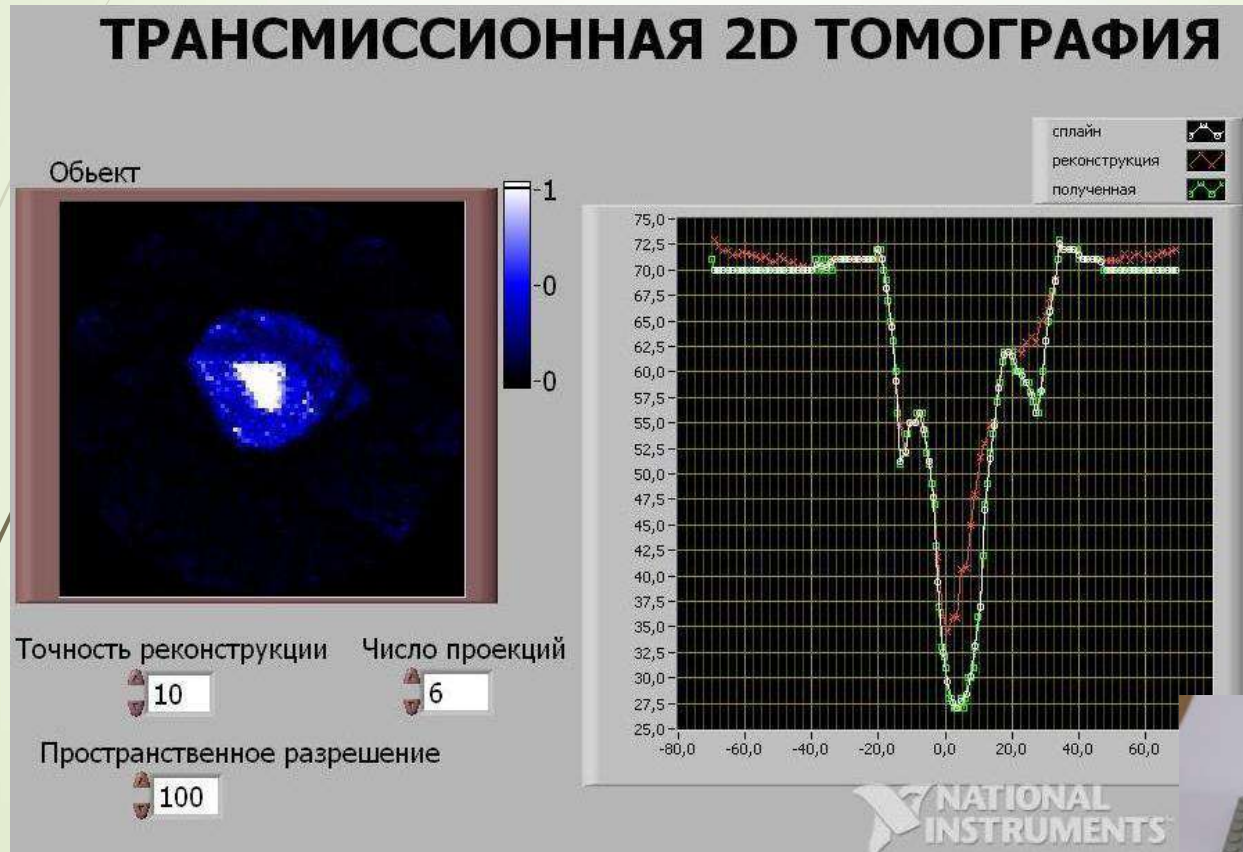 ТРАНСМИССИОННАЯ 2D ТОМОГРАФИЯ
Обьект
-1
-0
-0
сплайн
реконструкция
полученная
75,0
72,5
70,0
67,5
65,0
62,5
60,0
57,5
55,0
52,5
50,0
47,5
45,0
42,5
40,0
37,5
35,0
32,5
30,0
27,5
25,0
-80,0 -60,0 -40,0 -20,0 0,0 20,0 40,0 60,0
Точность реконструкции Число проекций
10 6
Пространственное разрешение
100
NATIONAL
INSTRUMENTS